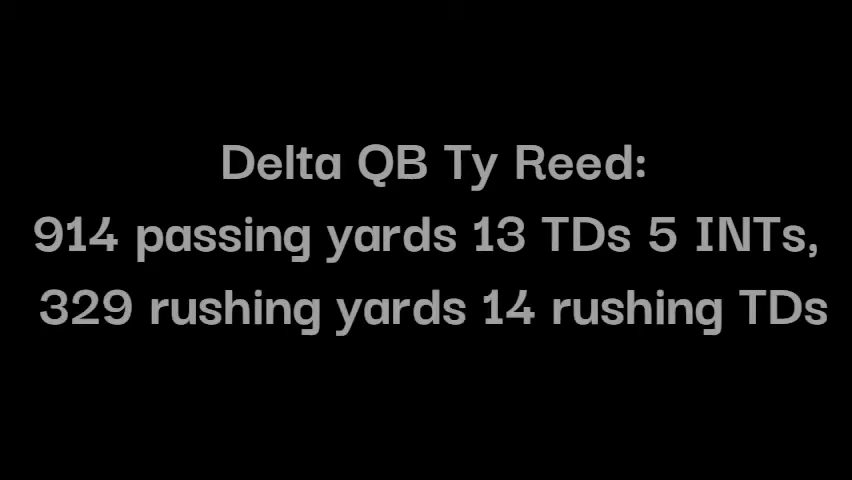 Delta QB Ty Reed:
914 passing yards 13 TDs 5 INTs,
329 rushing yards 14 rushing TDs